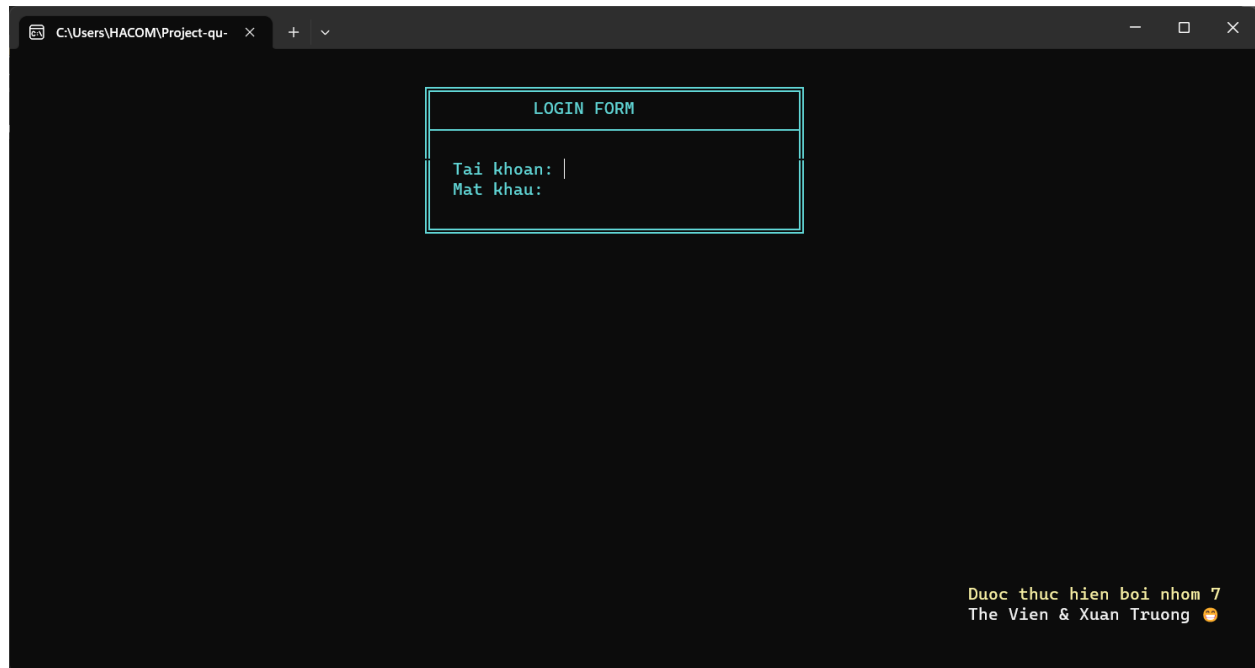 C:\Users\HACOM\Project-qu-
LOGIN FORM
Tai khoan:
Mat khau:
Duoc thuc hien boi nhom 7
The Vien & Xuan Truong 😁